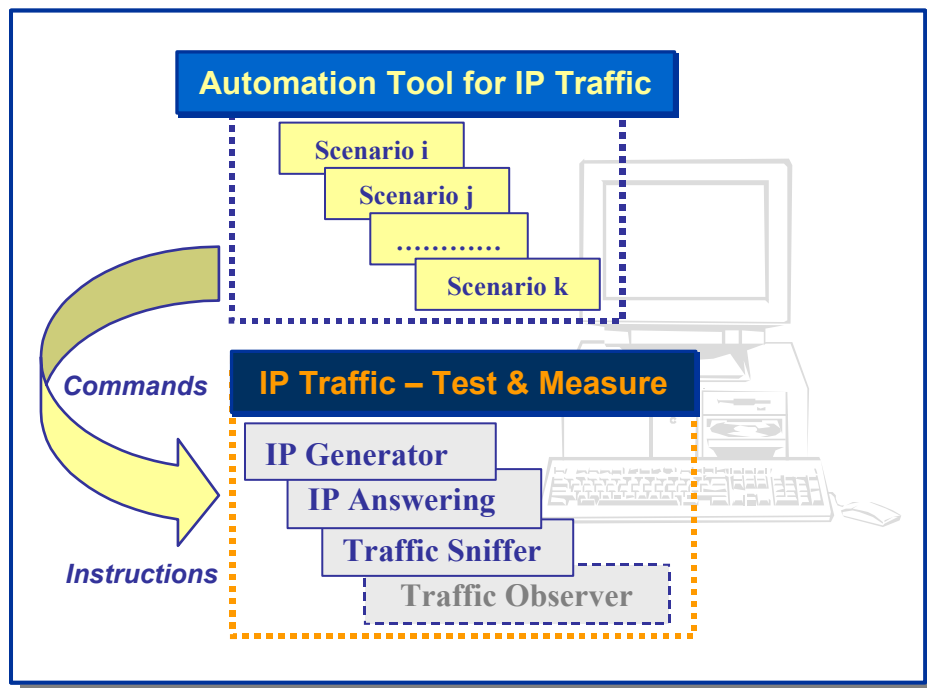 Automation Tool for IP Traffic
Scenario i
Scenario j
............
Scenario k
Commands
IP Traffic – Test & Measure
IP Generator
IP Answering
Traffic Sniffer
Instructions
Traffic Observer